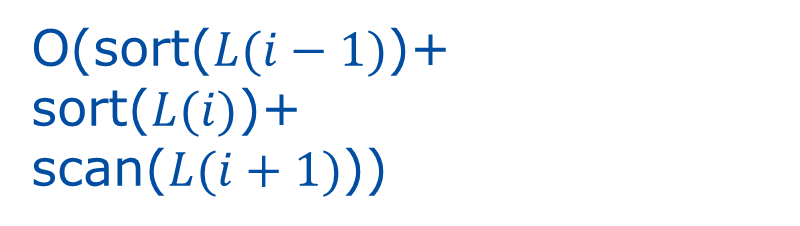 O(sort(L(i − 1))+
sort(L(i))+
scan(L(i + 1)))